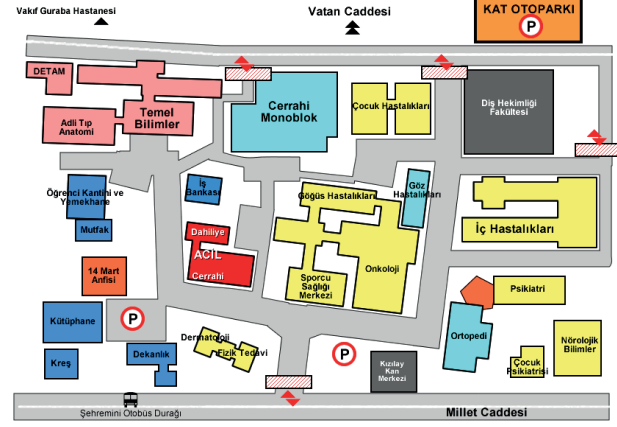 Vakıf Guraba Hastanesi
Vatan Caddesi
KAT OTOPARKI
P
DETAM
Temel
Bilimler
Adli Tıp
Anatomi
Cerrahi
Monoblok
Çocuk Hastalıkları
Diş Hekimliği
Fakültesi
Öğrenci Kantini ve
Yemekhane
Mutfak
İş
Bankası
Göğüs Hastalıkları
Göz
Hastalıkları
İç Hastalıkları
Dahiliye
ACİL
Cerrahi
Onkoloji
Sporcu
Sağlığı
Merkezi
14 Mart
Anfisi
Psikiatri
Kütüphane
P
Dermatoloji
Fizik Tedavi
Ortopedi
Nörolojik
Bilimler
Kreş
Dekanlık
P
Kızılay
Kan
Merkezi
Çocuk
Psikiatrisi
Şehremini Otobüs Durağı
Millet Caddesi